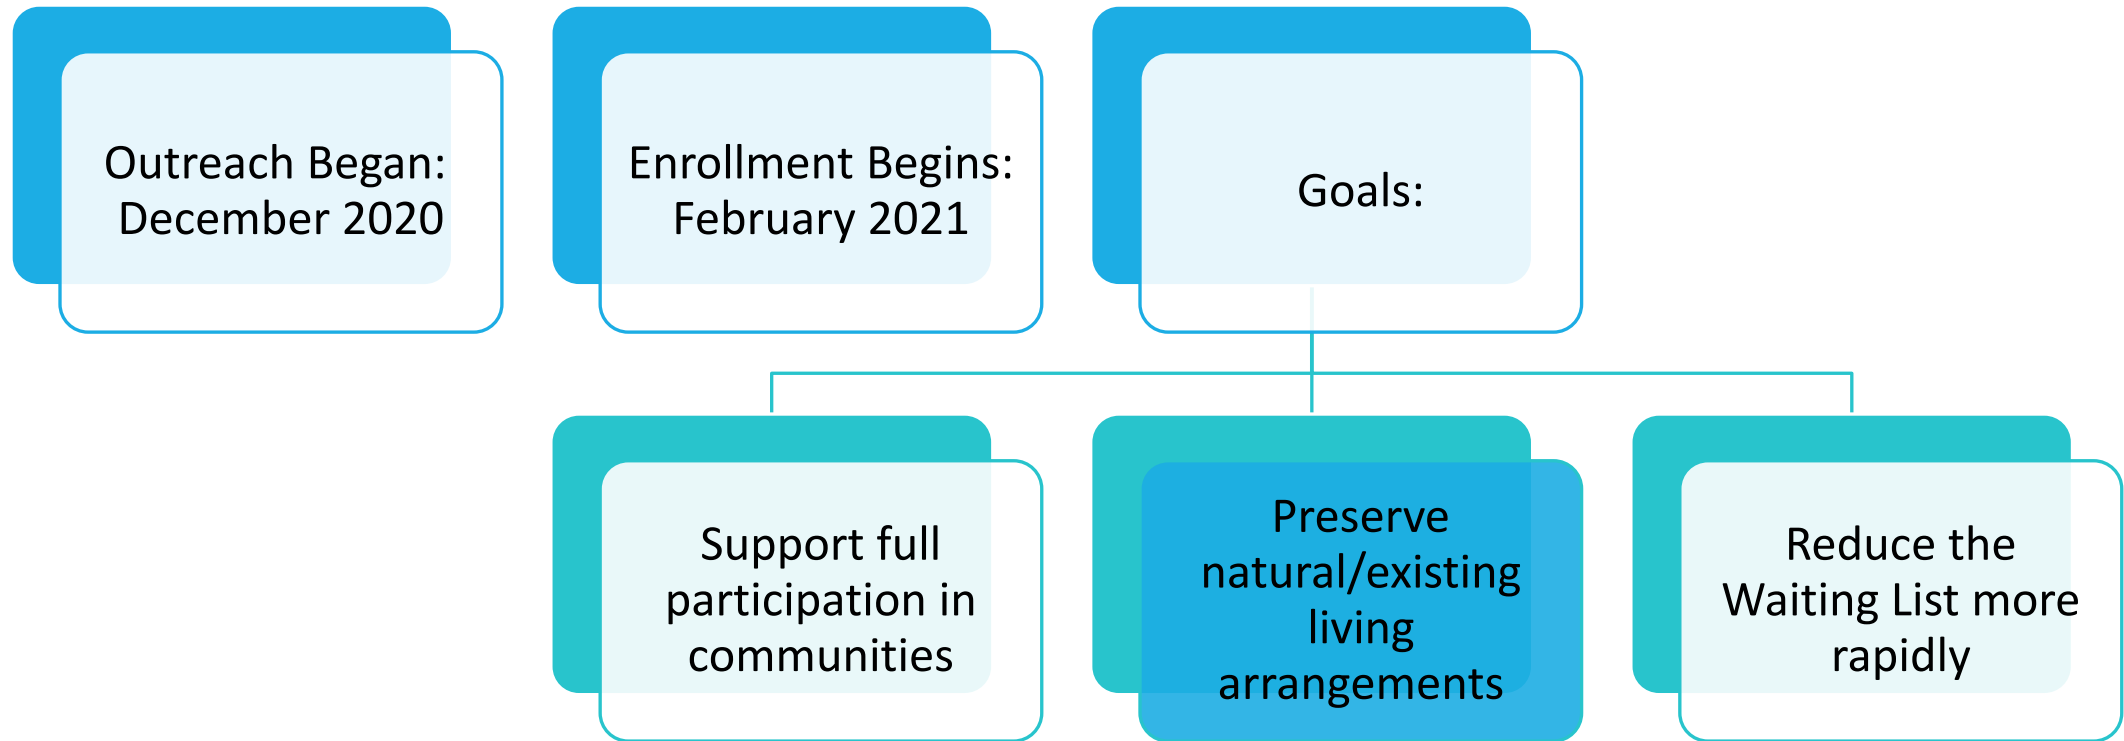 Outreach Began:
December 2020
Enrollment Begins:
February 2021
Goals:
Support full
participation in
communities
Preserve
natural/existing
living
arrangements
Reduce the
Waiting List more
rapidly